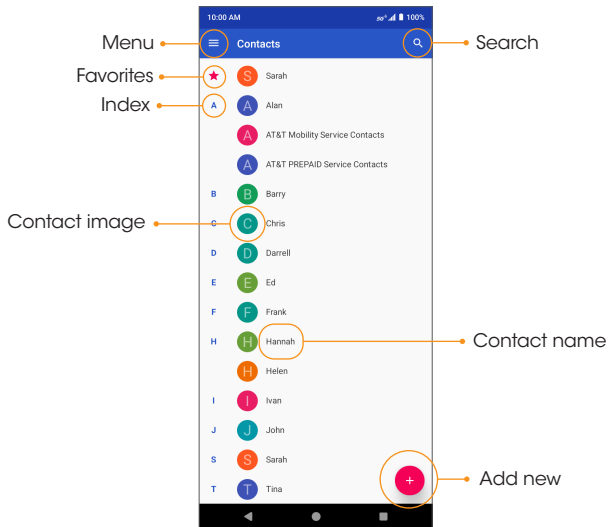 10:00 AM 5G 100%
Menu Contacts Search
Favorites S Sarah
Index A A Alan
A AT&T Mobility Service Contacts
A AT&T PREPAID Service Contacts
B B Barry
Contact image C C Chris
D D Darrell
E E Ed
F F Frank
H H Hannah Contact name
H Helen
I I Ivan
J J John
S S Sarah
Add new
T T Tina